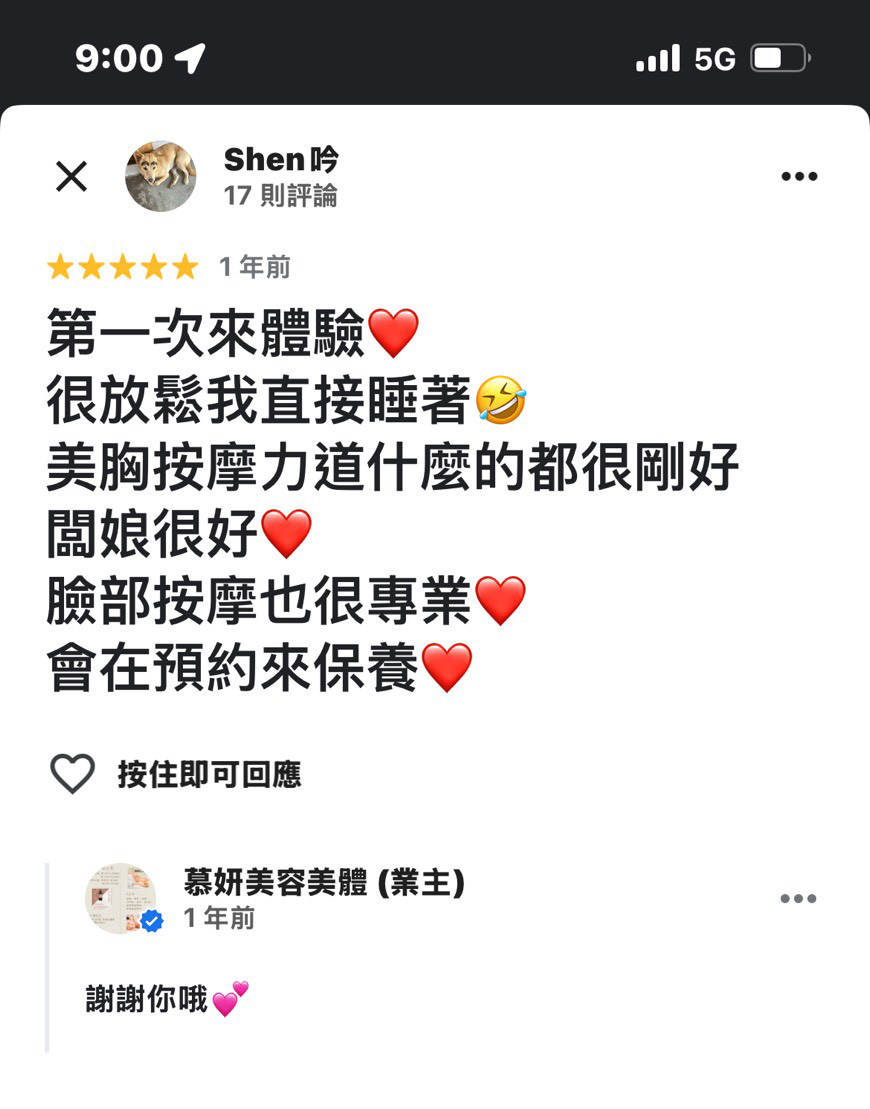 9:00
5G
Shen吟
17 則評論
1 年前
第一次來體驗❤️
很放鬆我直接睡著🤣
美胸按摩力道什麼的都很剛好
闆娘很好❤️
臉部按摩也很專業❤️
會在預約來保養❤️
按住即可回應
慕妍美容美體 (業主)
1 年前
謝謝你哦💕